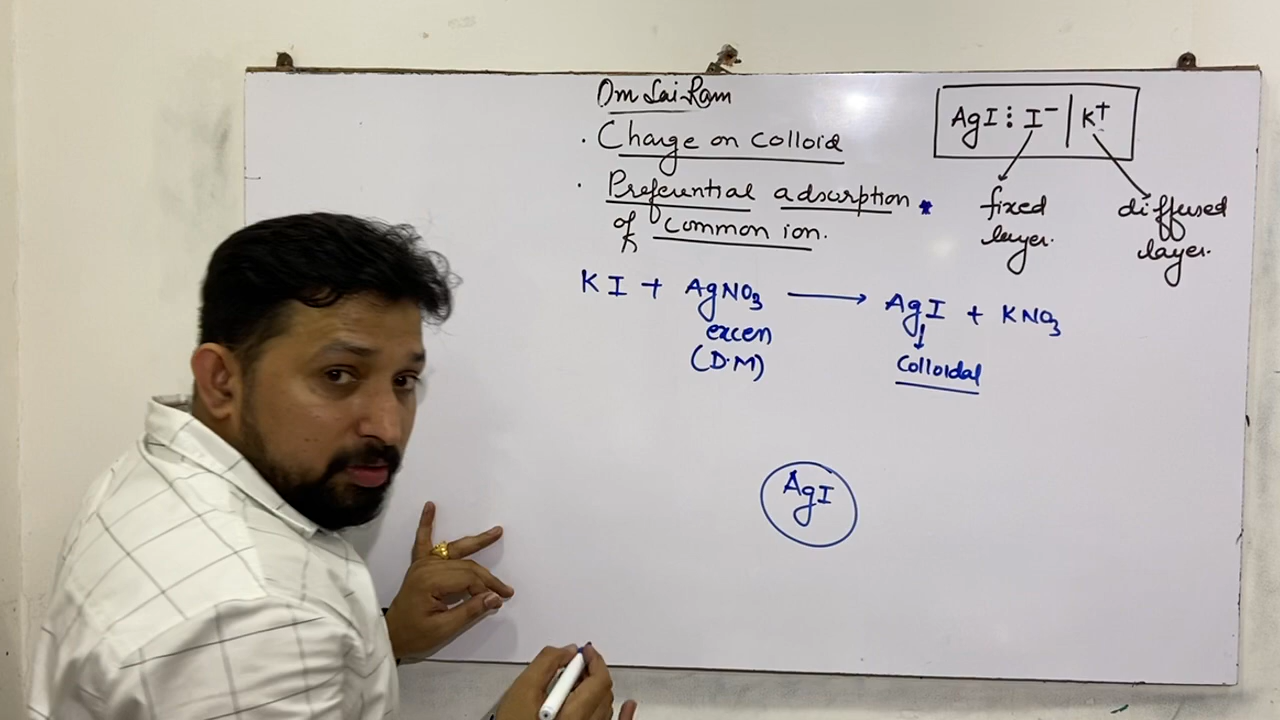 Om Sai Ram
· Charge on colloid
· Preferential adsorption
of common ion.
AgI ⋮ I⁻ | K⁺
fixed layer.
diffused layer.
KI + AgNO₃ ⟶ AgI + KNO₃
excess
(D.M)
↓
Colloidal
AgI